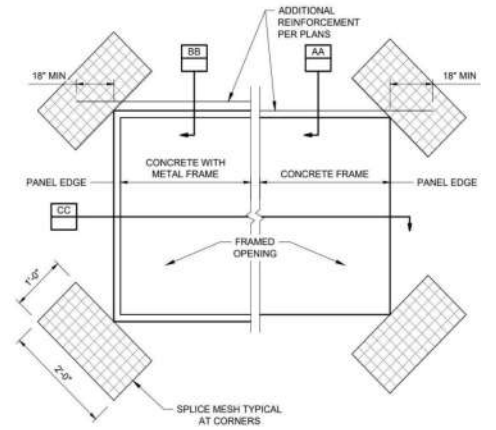 ADDITIONAL
REINFORCEMENT
PER PLANS
BB
AA
18" MIN
18" MIN
CONCRETE WITH
METAL FRAME
CONCRETE FRAME
PANEL EDGE
PANEL EDGE
CC
FRAMED
OPENING
1'-0"
2'-0"
SPLICE MESH TYPICAL
AT CORNERS